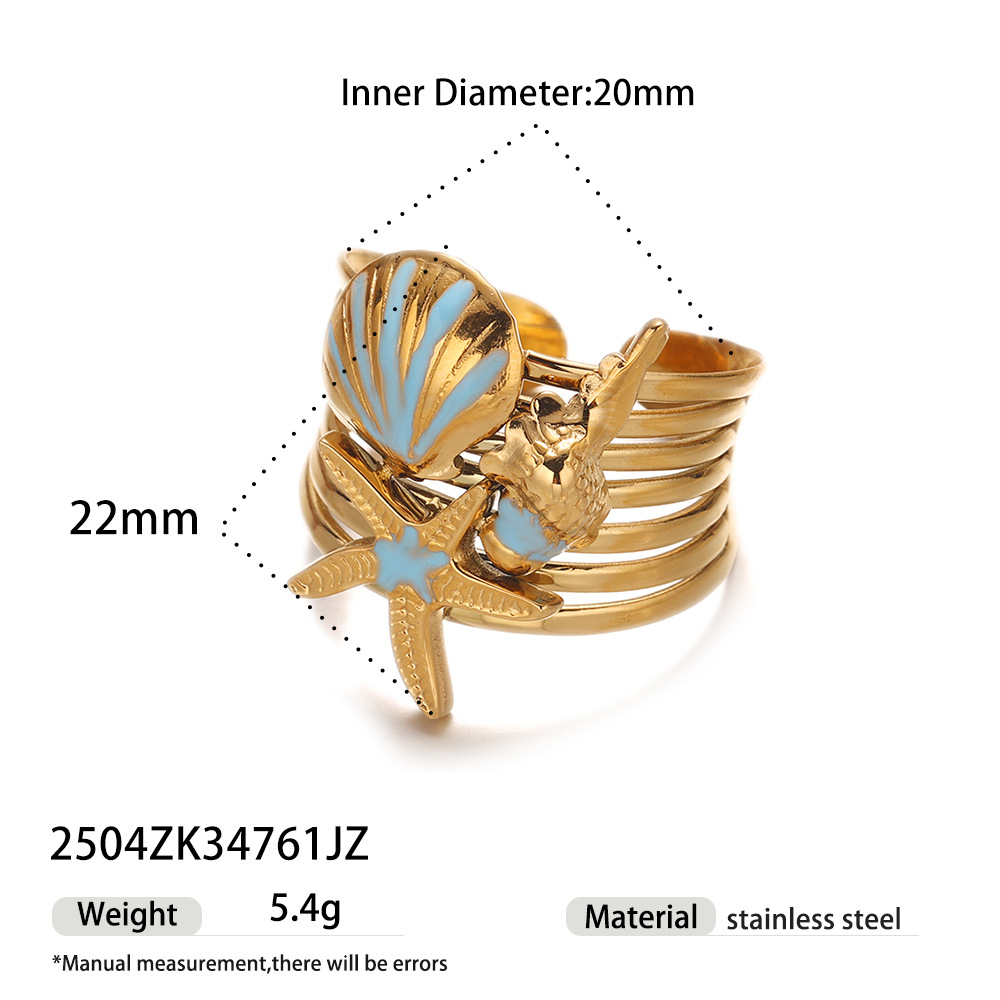 Inner Diameter:20mm
22mm
2504ZK34761JZ
Weight 5.4g
Material stainless steel
*Manual measurement,there will be errors